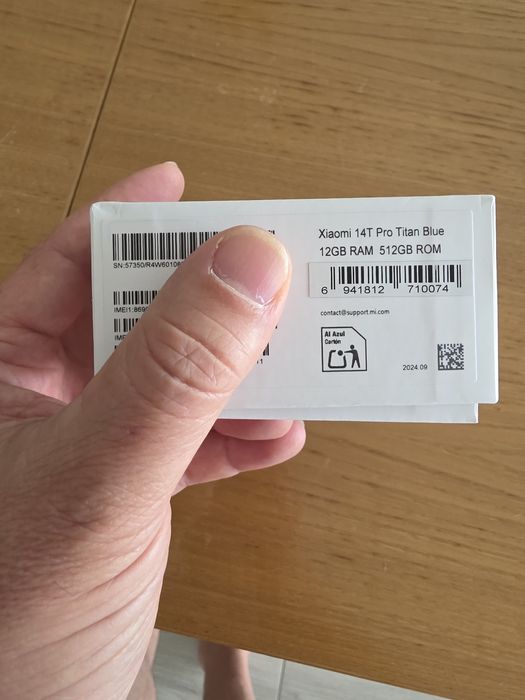 Xiaomi 14T Pro Titan Blue
12GB RAM 512GB ROM
SN:57350/R4W6010
6 941812 710074
IMEI1:869
contact@support.mi.com
IME
Al Azul
Cartón
2024.09